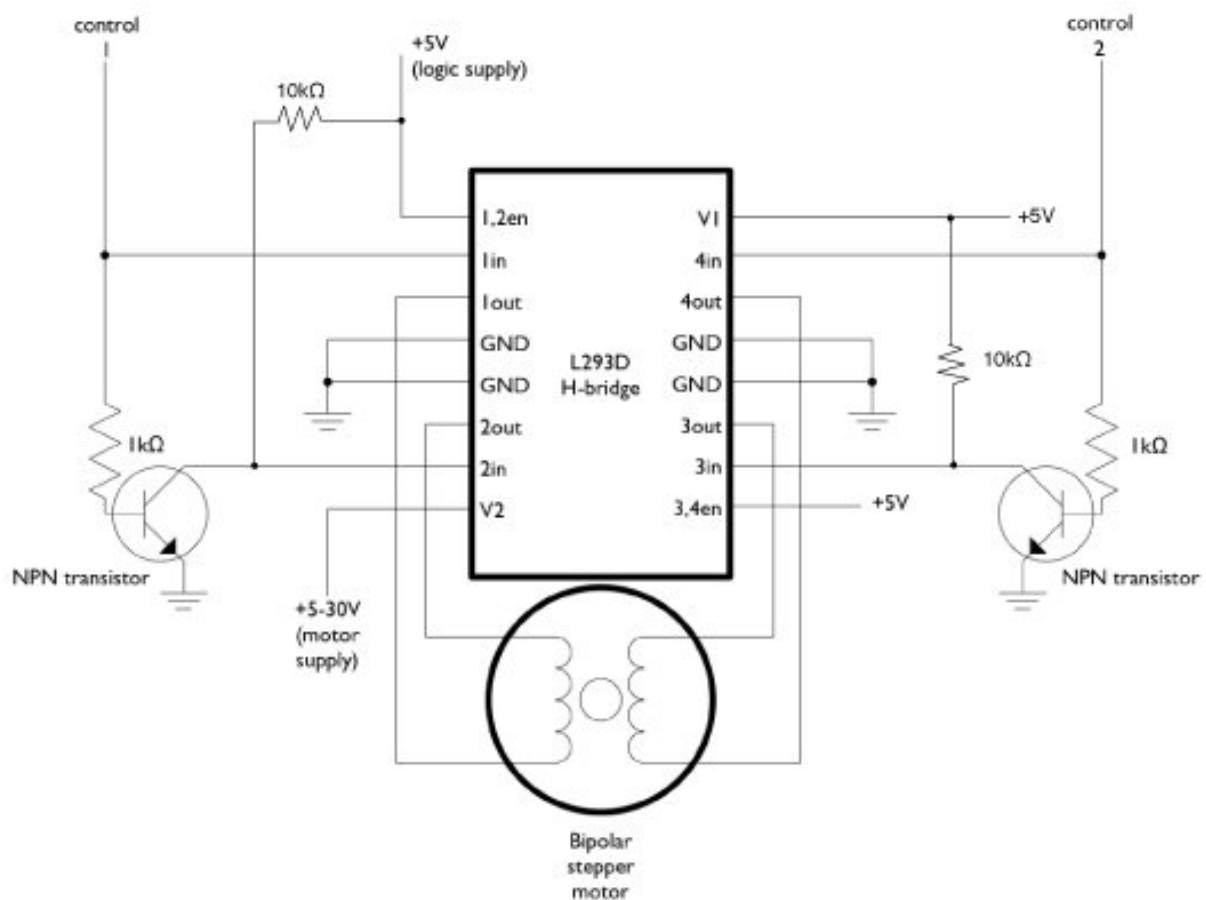 control
1
+5V
(logic supply)
10kΩ
control
2
1,2en
1in
1out
GND
GND
2out
2in
V2
V1
4in
4out
GND
GND
3out
3in
3,4en
L293D
H-bridge
+5V
10kΩ
+5V
1kΩ
NPN transistor
1kΩ
NPN transistor
+5-30V
(motor
supply)
Bipolar
stepper
motor